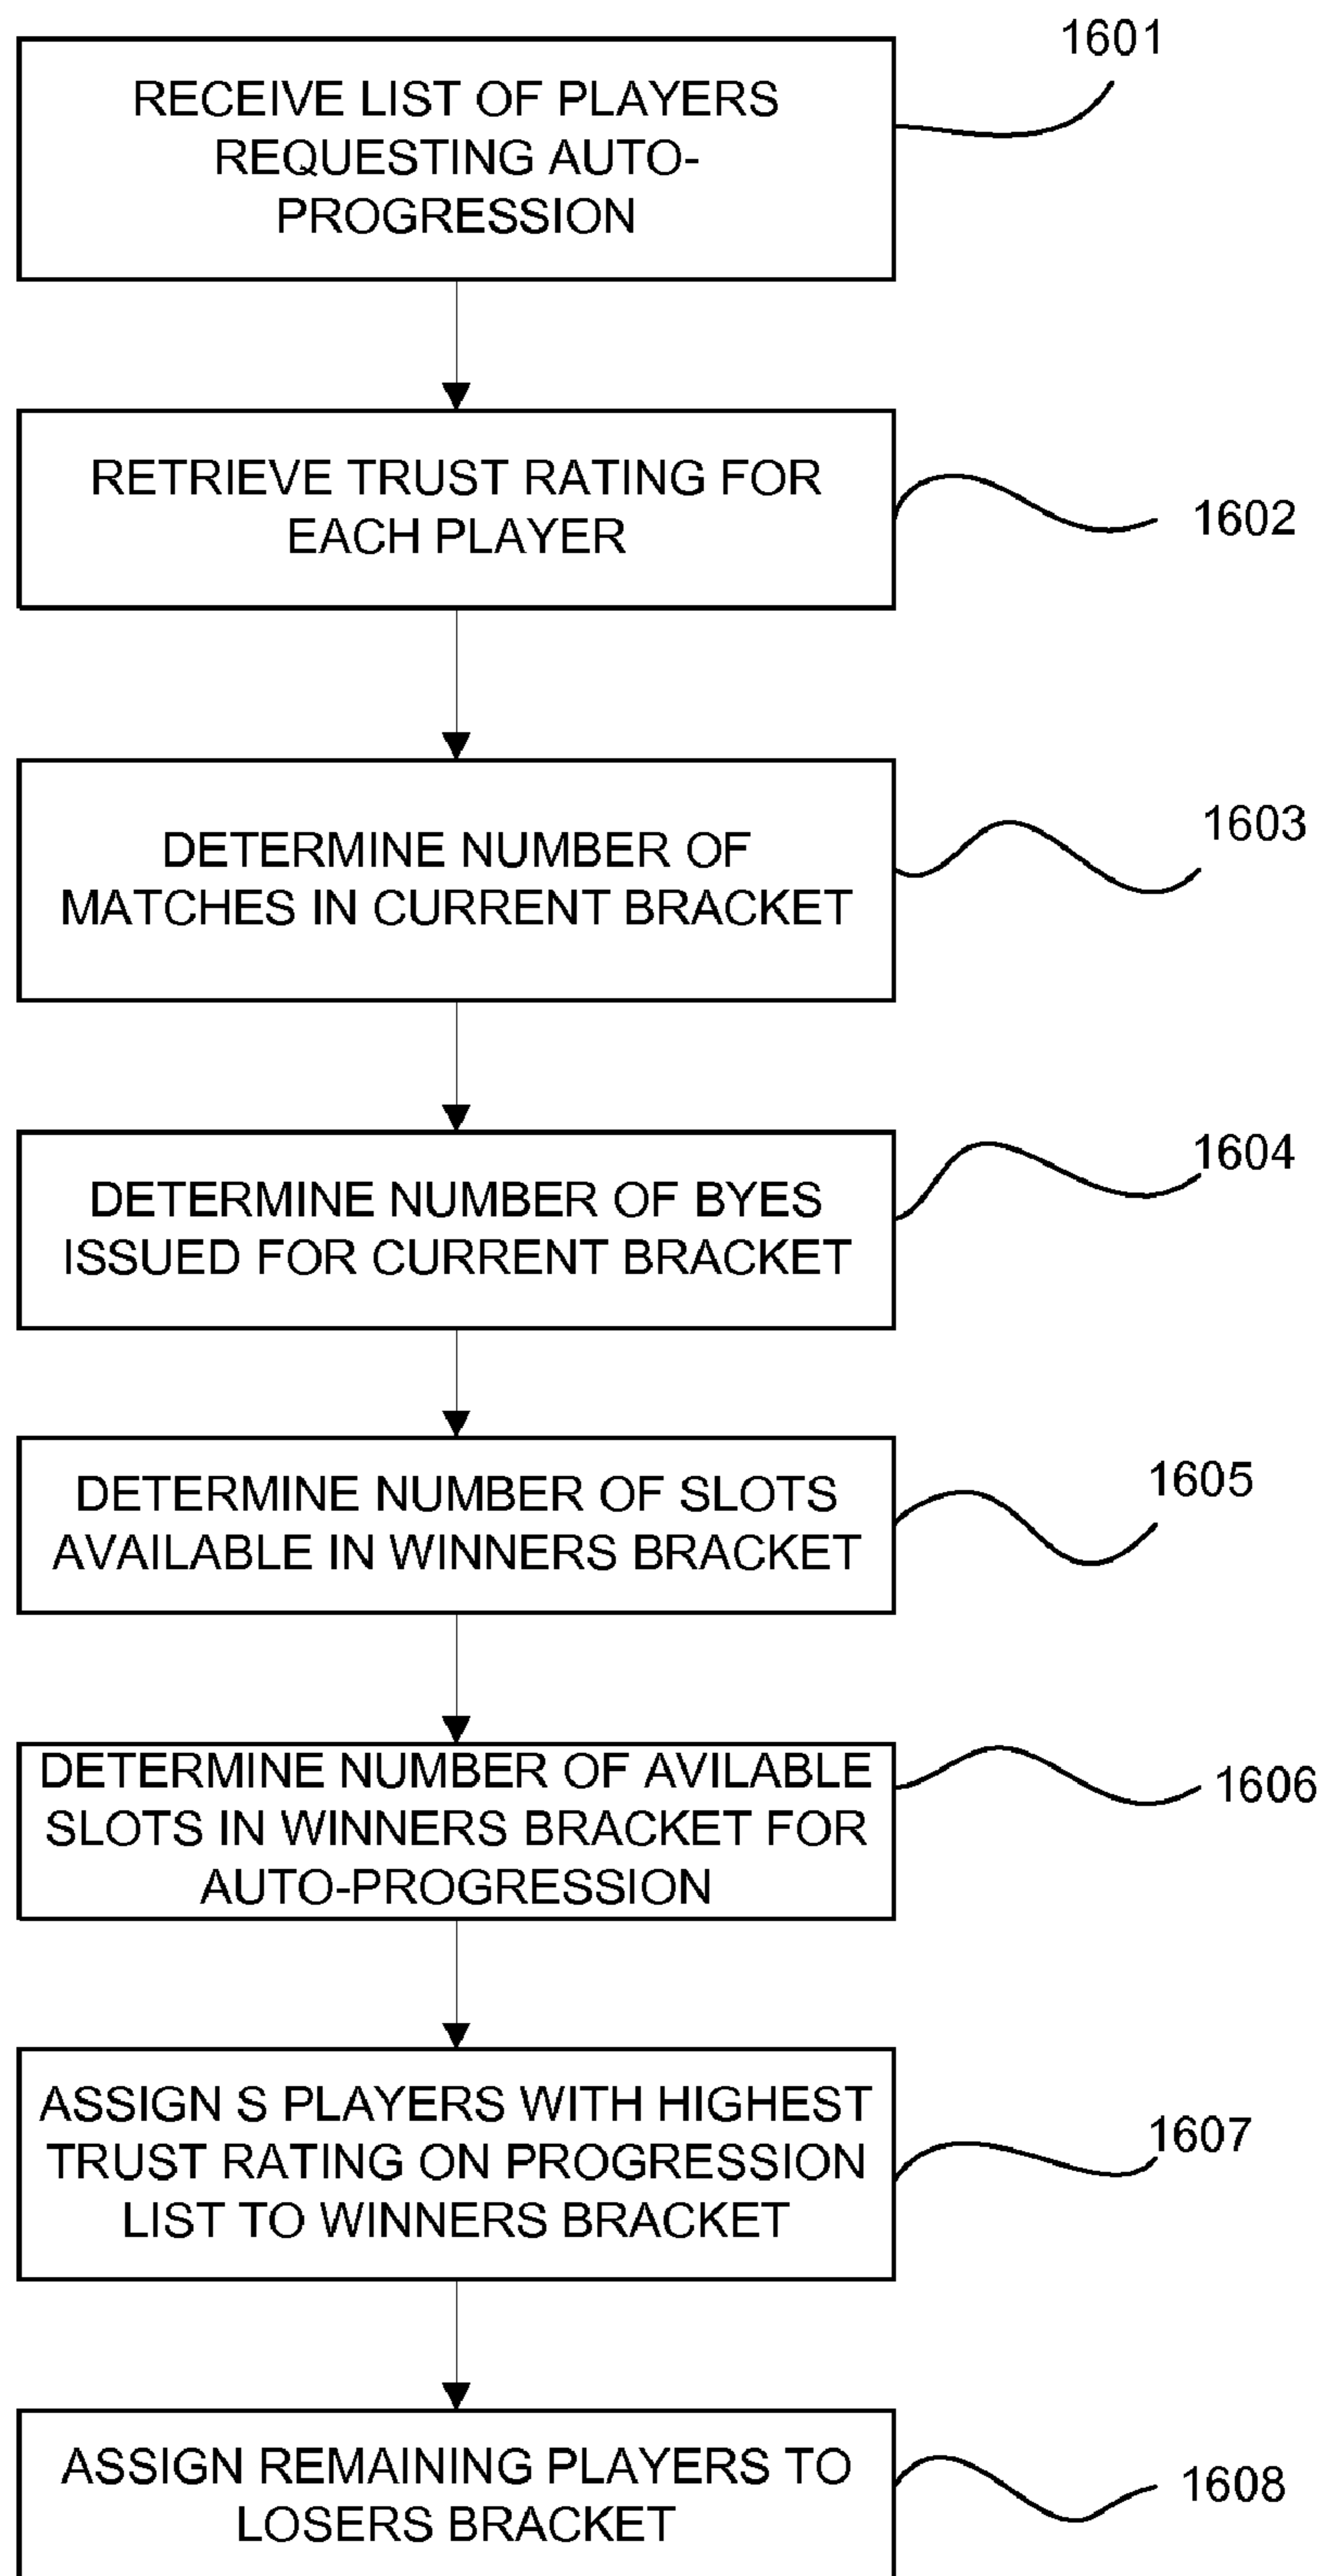 1601
RECEIVE LIST OF PLAYERS
REQUESTING AUTO-
PROGRESSION
RETRIEVE TRUST RATING FOR
EACH PLAYER
1602
1603
DETERMINE NUMBER OF
MATCHES IN CURRENT BRACKET
1604
DETERMINE NUMBER OF BYES
ISSUED FOR CURRENT BRACKET
1605
DETERMINE NUMBER OF SLOTS
AVAILABLE IN WINNERS BRACKET
DETERMINE NUMBER OF AVILABLE
1606
SLOTS IN WINNERS BRACKET FOR
AUTO-PROGRESSION
ASSIGN S PLAYERS WITH HIGHEST
1607
TRUST RATING ON PROGRESSION
LIST TO WINNERS BRACKET
ASSIGN REMAINING PLAYERS TO
1608
LOSERS BRACKET